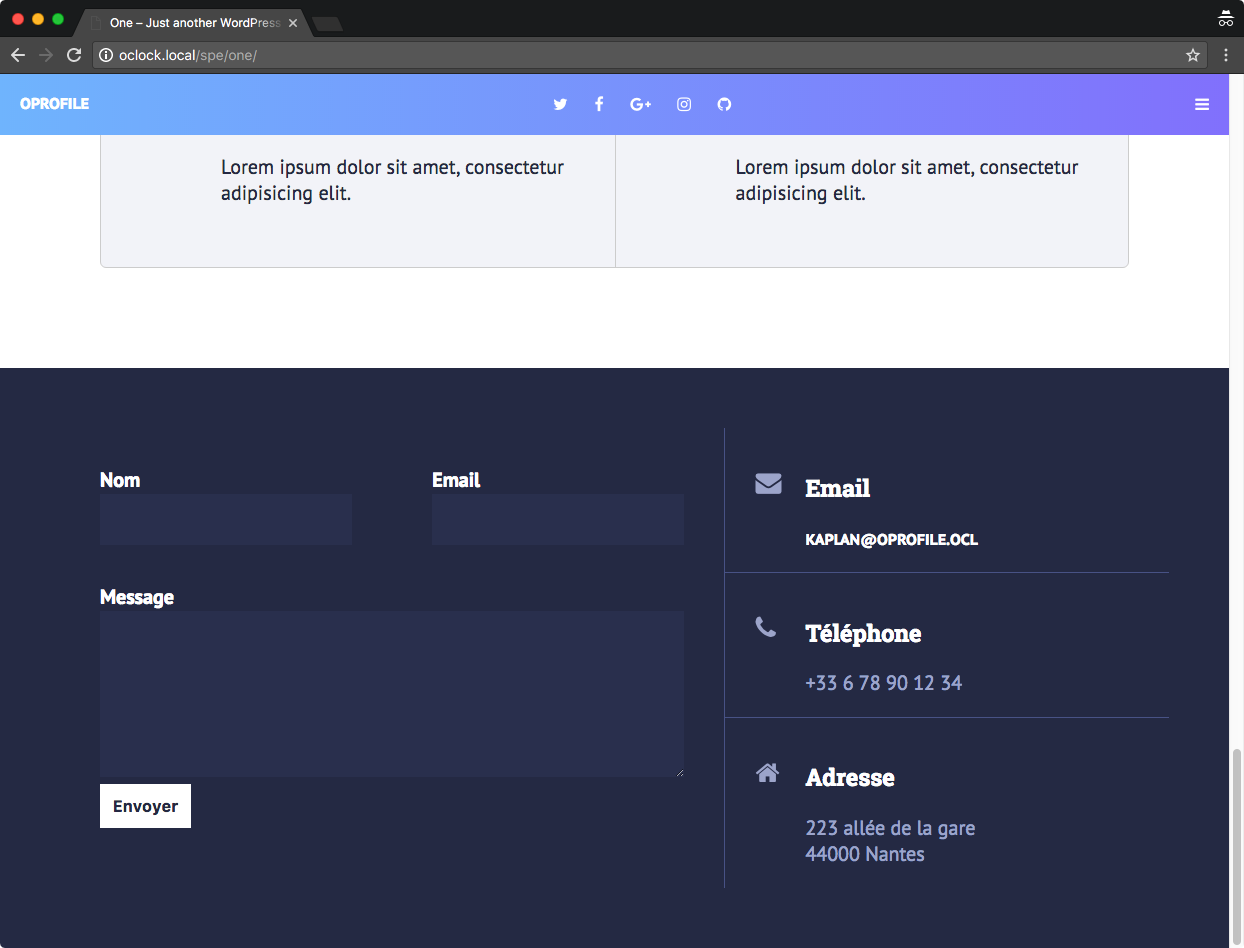 One – Just another WordPress
oclock.local/spe/one/
OPROFILE
Lorem ipsum dolor sit amet, consectetur
adipisicing elit.
Lorem ipsum dolor sit amet, consectetur
adipisicing elit.
Nom
Email
Message
Envoyer
Email
KAPLAN@OPROFILE.OCL
Téléphone
+33 6 78 90 12 34
Adresse
223 allée de la gare
44000 Nantes